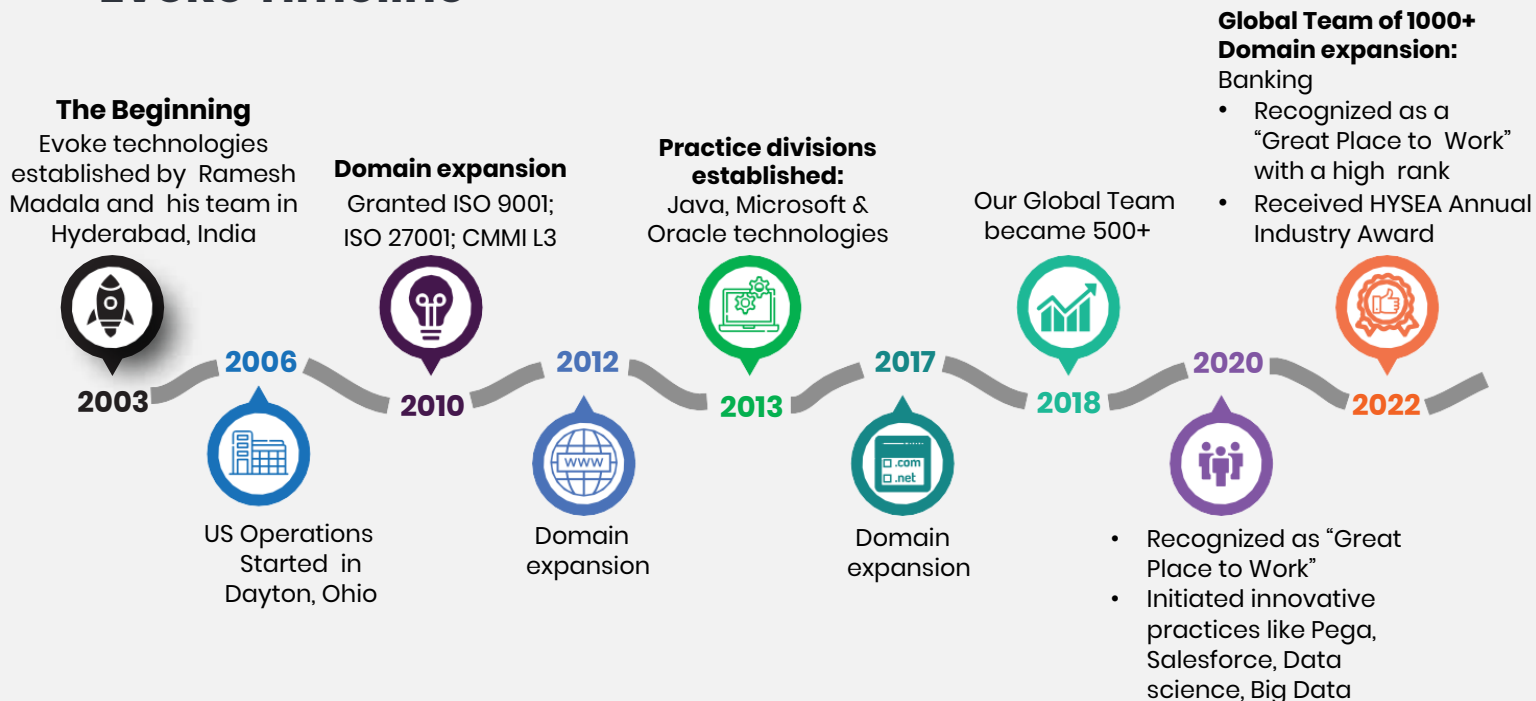 Evoke Timeline
The Beginning
Evoke technologies
established by Ramesh
Madala and his team in
Hyderabad, India
2003
2006
US Operations
Started in
Dayton, Ohio
Domain expansion
Granted ISO 9001;
ISO 27001; CMMI L3
2010
2012
www
Domain
expansion
Practice divisions
established:
Java, Microsoft &
Oracle technologies
2013
2017
.com
.net
Domain
expansion
Our Global Team
became 500+
2018
2020
• Recognized as “Great
Place to Work”
• Initiated innovative
practices like Pega,
Salesforce, Data
science, Big Data
Global Team of 1000+
Domain expansion:
Banking
• Recognized as a
“Great Place to Work”
with a high rank
• Received HYSEA Annual
Industry Award
2022